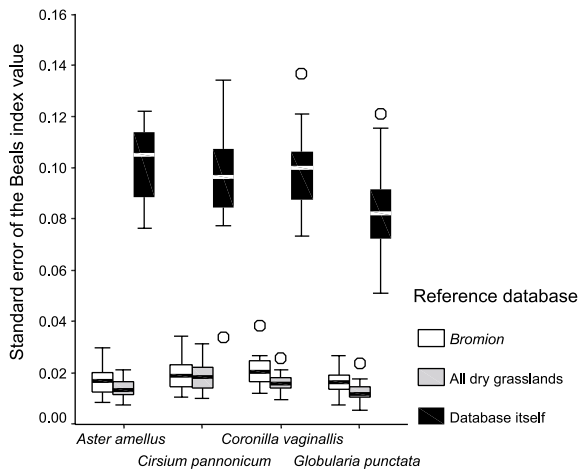 Standard error of the Beals index value
0.16
0.14
0.12
0.10
0.08
0.06
0.04
0.02
0.00
Aster amellus
Coronilla vaginallis
Cirsium pannonicum
Globularia punctata
Reference database
Bromion
All dry grasslands
Database itself